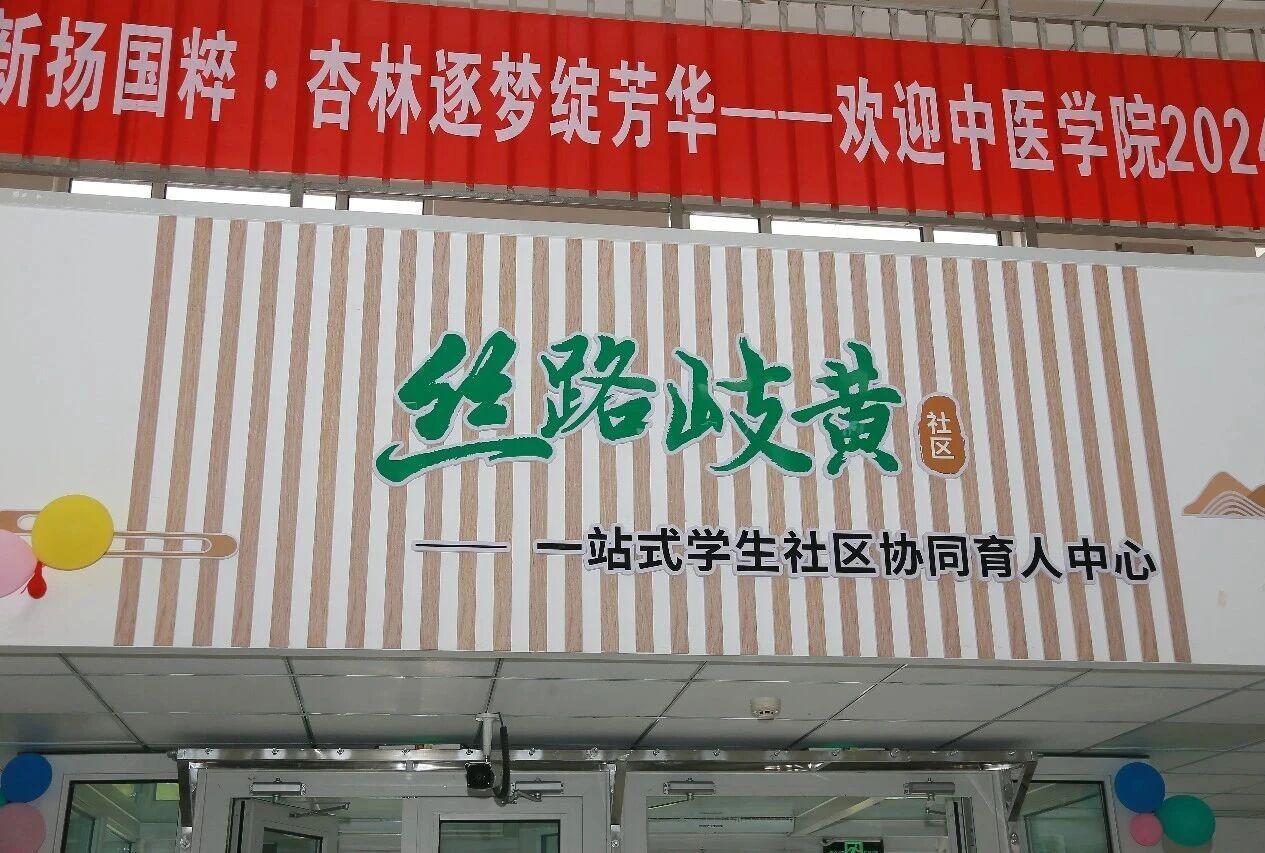 新扬国粹·杏林逐梦绽芳华——欢迎中医学院2024
丝路岐黄
社区
—— 一站式学生社区协同育人中心